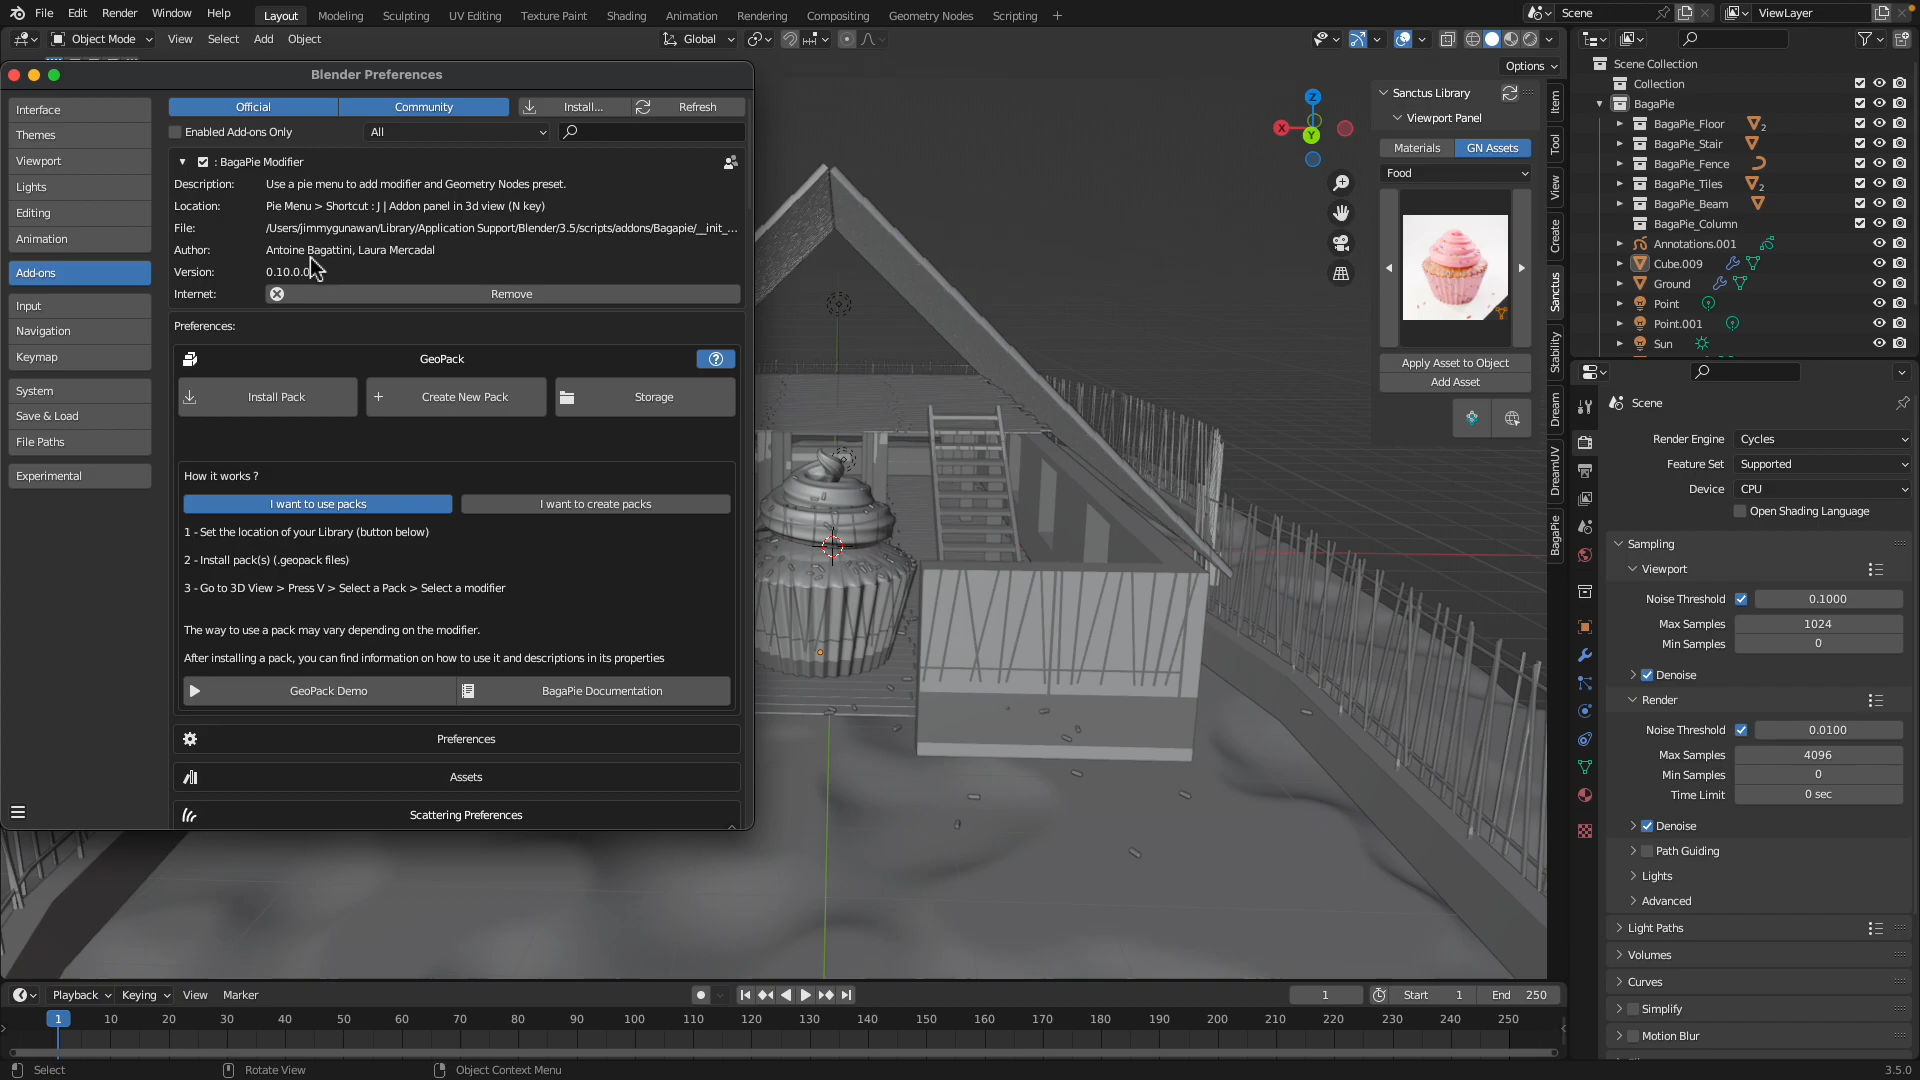 File Edit Render Window Help Layout Modeling Sculpting UV Editing Texture Paint Shading Animation Rendering Compositing Geometry Nodes Scripting + Scene ViewLayer
Object Mode View Select Add Object Global
Options
Blender Preferences
Interface
Themes
Viewport
Lights
Editing
Animation
Add-ons
Input
Navigation
Keymap
System
Save & Load
File Paths
Experimental
Official Community Install... Refresh
Enabled Add-ons Only All
: BagaPie Modifier
Description: Use a pie menu to add modifier and Geometry Nodes preset.
Location: Pie Menu > Shortcut : J | Addon panel in 3d view (N key)
File: /Users/jimmygunawan/Library/Application Support/Blender/3.5/scripts/addons/Bagapie/__init_...
Author: Antoine Bagattini, Laura Mercadal
Version: 0.10.0.0
Internet: Remove
Preferences:
GeoPack
Install Pack Create New Pack Storage
How it works ?
I want to use packs I want to create packs
1 - Set the location of your Library (button below)
2 - Install pack(s) (.geopack files)
3 - Go to 3D View > Press V > Select a Pack > Select a modifier
The way to use a pack may vary depending on the modifier.
After installing a pack, you can find information on how to use it and descriptions in its properties
GeoPack Demo BagaPie Documentation
Preferences
Assets
Scattering Preferences
Z
X
Y
Sanctus Library
Viewport Panel
Materials GN Assets
Food
Apply Asset to Object
Add Asset
Item
Tool
View
Create
Sanctus
Stability
Dream
DreamUV
BagaPie
Scene Collection
Collection
BagaPie
BagaPie_Floor 2
BagaPie_Stair
BagaPie_Fence
BagaPie_Tiles 2
BagaPie_Beam
BagaPie_Column
Annotations.001
Cube.009
Ground
Point
Point.001
Sun
Scene
Render Engine Cycles
Feature Set Supported
Device CPU
Open Shading Language
Sampling
Viewport
Noise Threshold 0.1000
Max Samples 1024
Min Samples 0
Denoise
Render
Noise Threshold 0.0100
Max Samples 4096
Min Samples 0
Time Limit 0 sec
Denoise
Path Guiding
Lights
Advanced
Light Paths
Volumes
Curves
Simplify
Motion Blur
Playback Keying View Marker 1 Start 1 End 250
1 10 20 30 40 50 60 70 80 90 100 110 120 130 140 150 160 170 180 190 200 210 220 230 240 250
Select Rotate View Object Context Menu 3.5.0